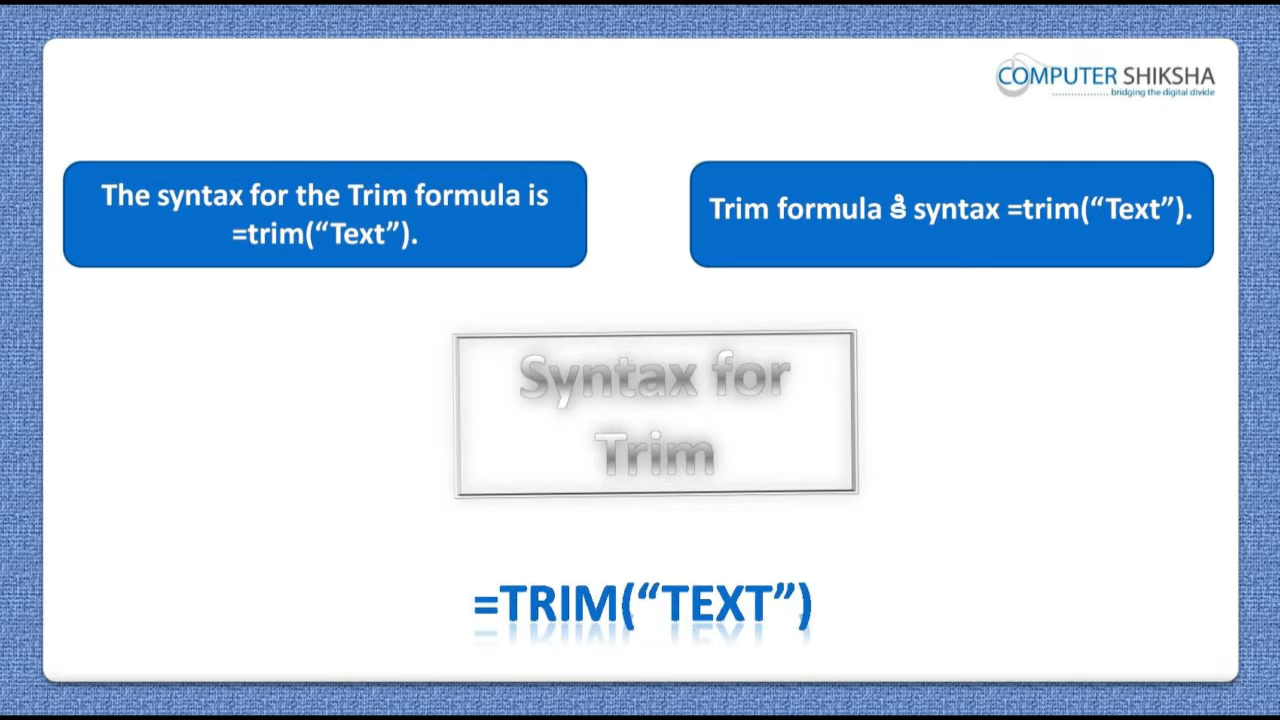 COMPUTER SHIKSHA
bridging the digital divide
The syntax for the Trim formula is
=trim(“Text”).
Trim formula syntax =trim(“Text”).
Syntax for
Trim
=TRIM(“TEXT”)